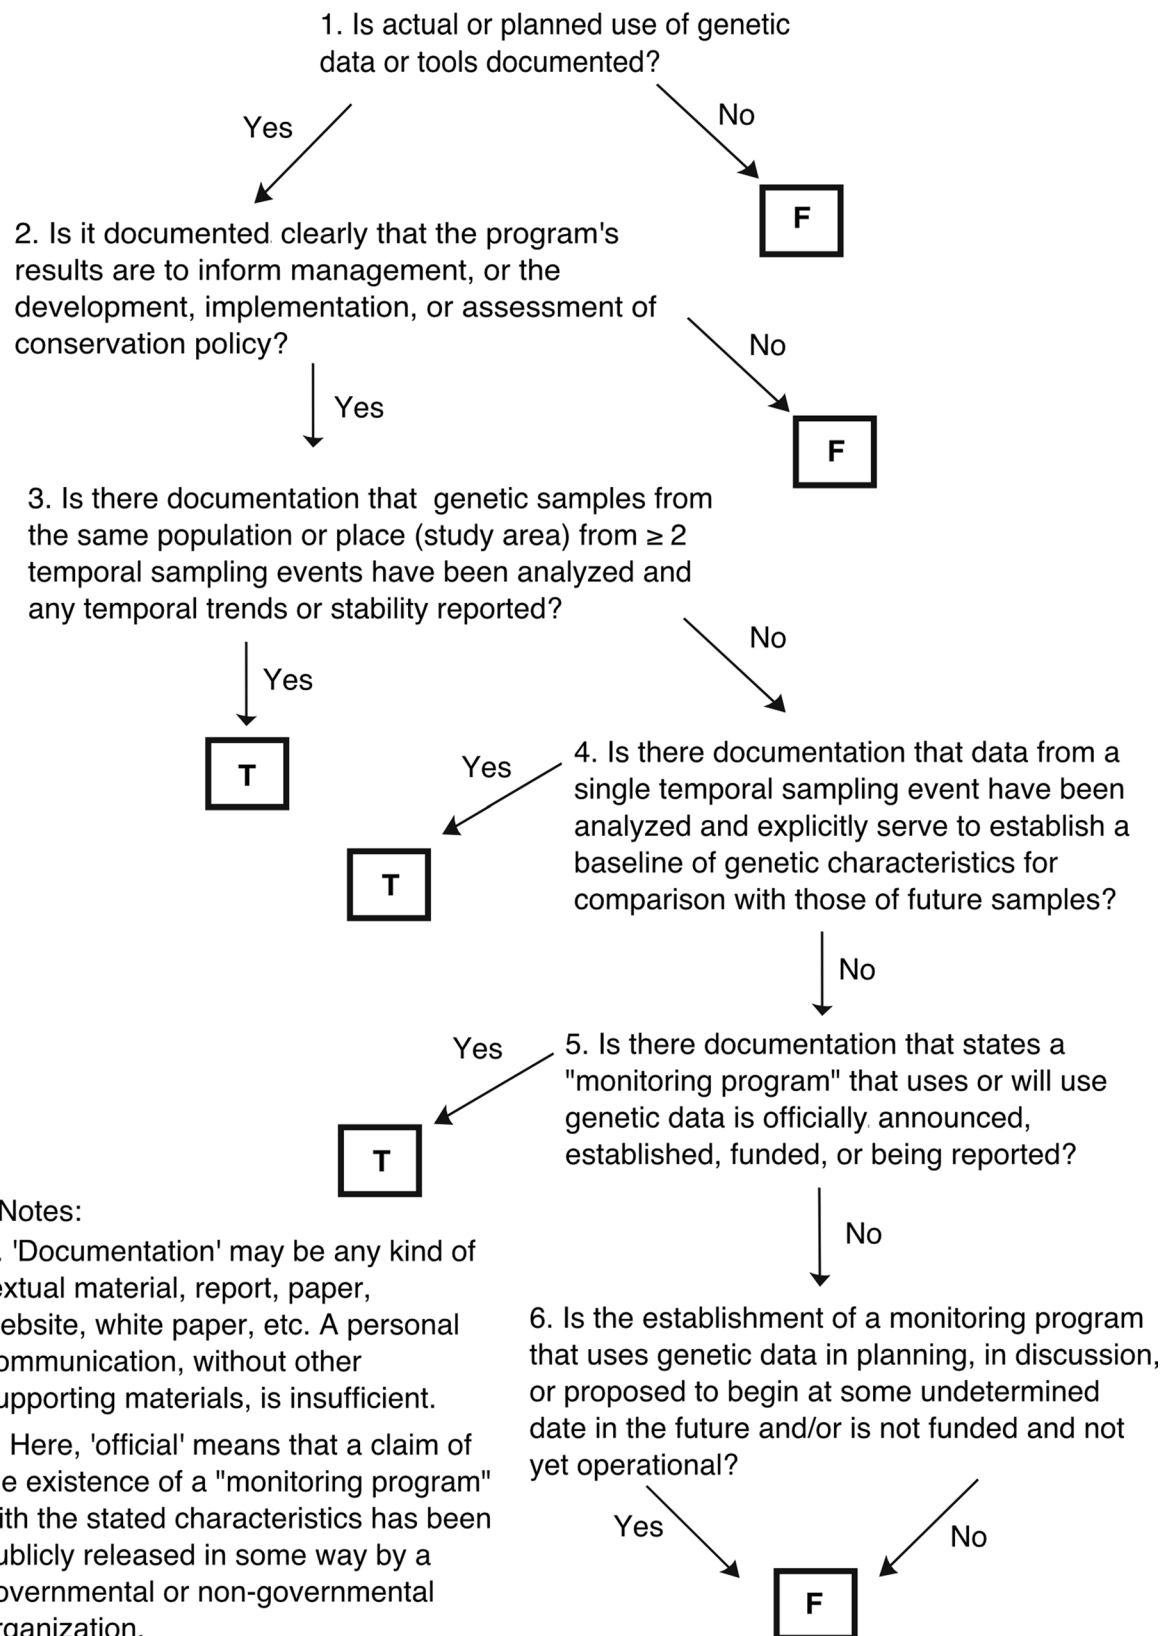 1. Is actual or planned use of genetic
data or tools documented?
Yes
No
F
2. Is it documented clearly that the program's
results are to inform management, or the
development, implementation, or assessment of
conservation policy?
No
Yes
F
3. Is there documentation that genetic samples from
the same population or place (study area) from ≥ 2
temporal sampling events have been analyzed and
any temporal trends or stability reported?
No
Yes
T
4. Is there documentation that data from a
single temporal sampling event have been
analyzed and explicitly serve to establish a
baseline of genetic characteristics for
comparison with those of future samples?
Yes
T
No
5. Is there documentation that states a
"monitoring program" that uses or will use
genetic data is officially announced,
established, funded, or being reported?
Yes
T
No
6. Is the establishment of a monitoring program
that uses genetic data in planning, in discussion,
or proposed to begin at some undetermined
date in the future and/or is not funded and not
yet operational?
Yes
No
F
Notes:
. 'Documentation' may be any kind of
extual material, report, paper,
ebsite, white paper, etc. A personal
ommunication, without other
upporting materials, is insufficient.
Here, 'official' means that a claim of
e existence of a "monitoring program"
ith the stated characteristics has been
ublicly released in some way by a
overnmental or non-governmental
rganization.